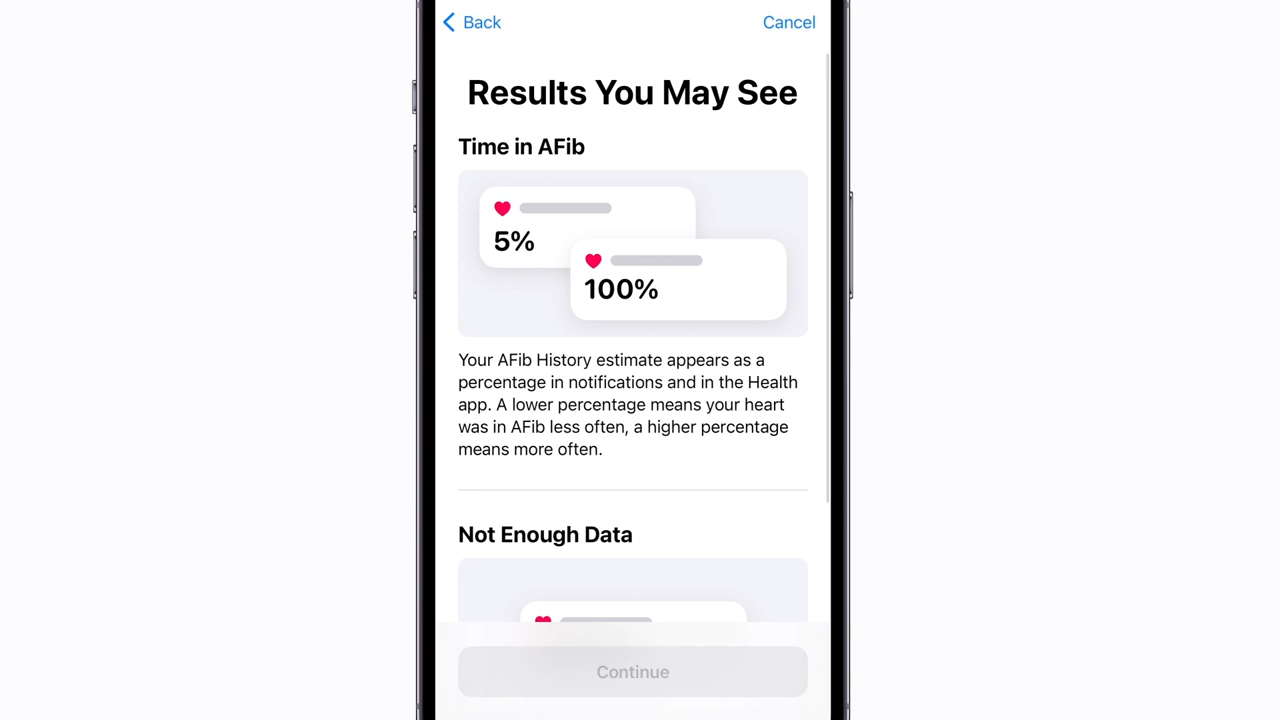 Back
Cancel
Results You May See
Time in AFib
5%
100%
Your AFib History estimate appears as a
percentage in notifications and in the Health
app. A lower percentage means your heart
was in AFib less often, a higher percentage
means more often.
Not Enough Data
Continue